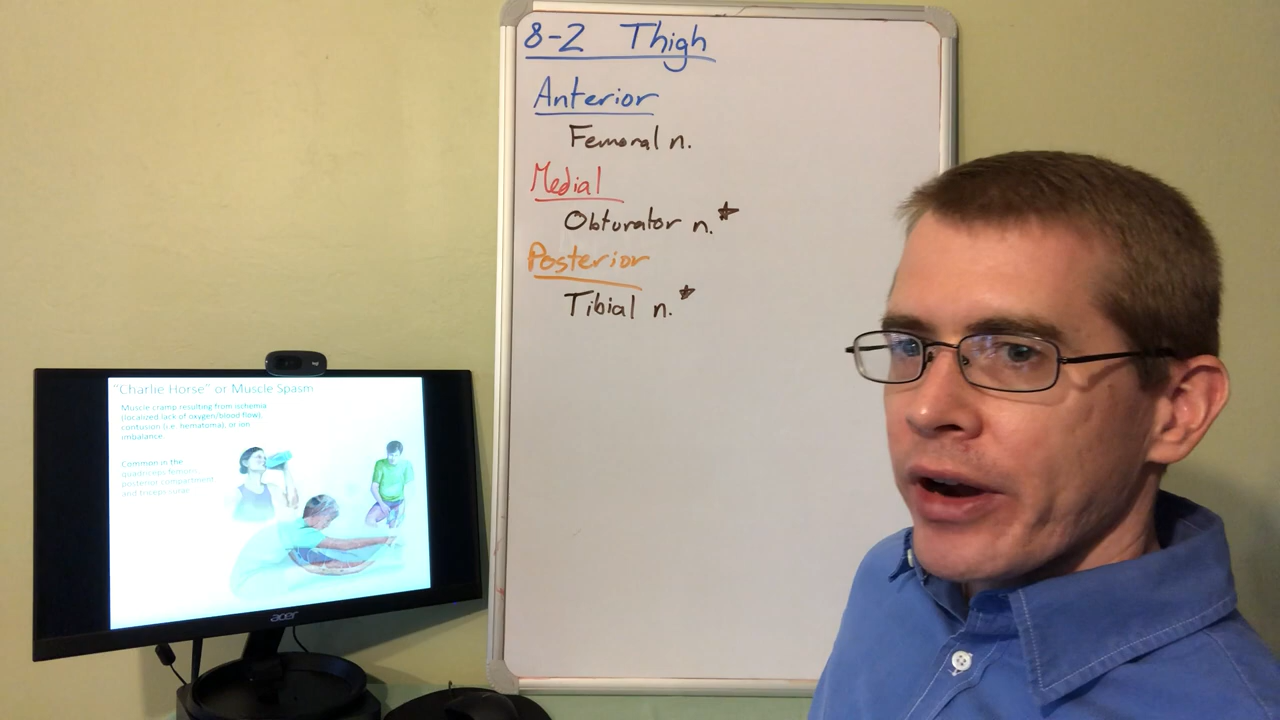 8-2 Thigh
Anterior
Femoral n.
Medial
Obturator n.*
Posterior
Tibial n.*
"Charlie Horse" or Muscle Spasm
Muscle cramp resulting from ischemia
(localized lack of oxygen/blood flow),
contusion (i.e. hematoma), or ion
imbalance.
Common in the
quadriceps femoris,
posterior compartment
and triceps surae
acer